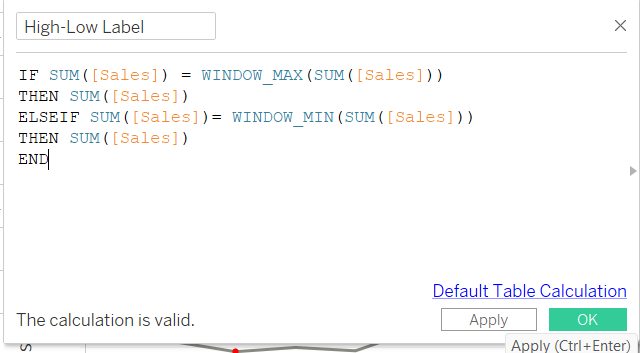 High-Low Label
IF SUM([Sales]) = WINDOW_MAX(SUM([Sales]))
THEN SUM([Sales])
ELSEIF SUM([Sales])= WINDOW_MIN(SUM([Sales]))
THEN SUM([Sales])
END
Default Table Calculation
The calculation is valid.
Apply
OK
Apply (Ctrl+Enter)